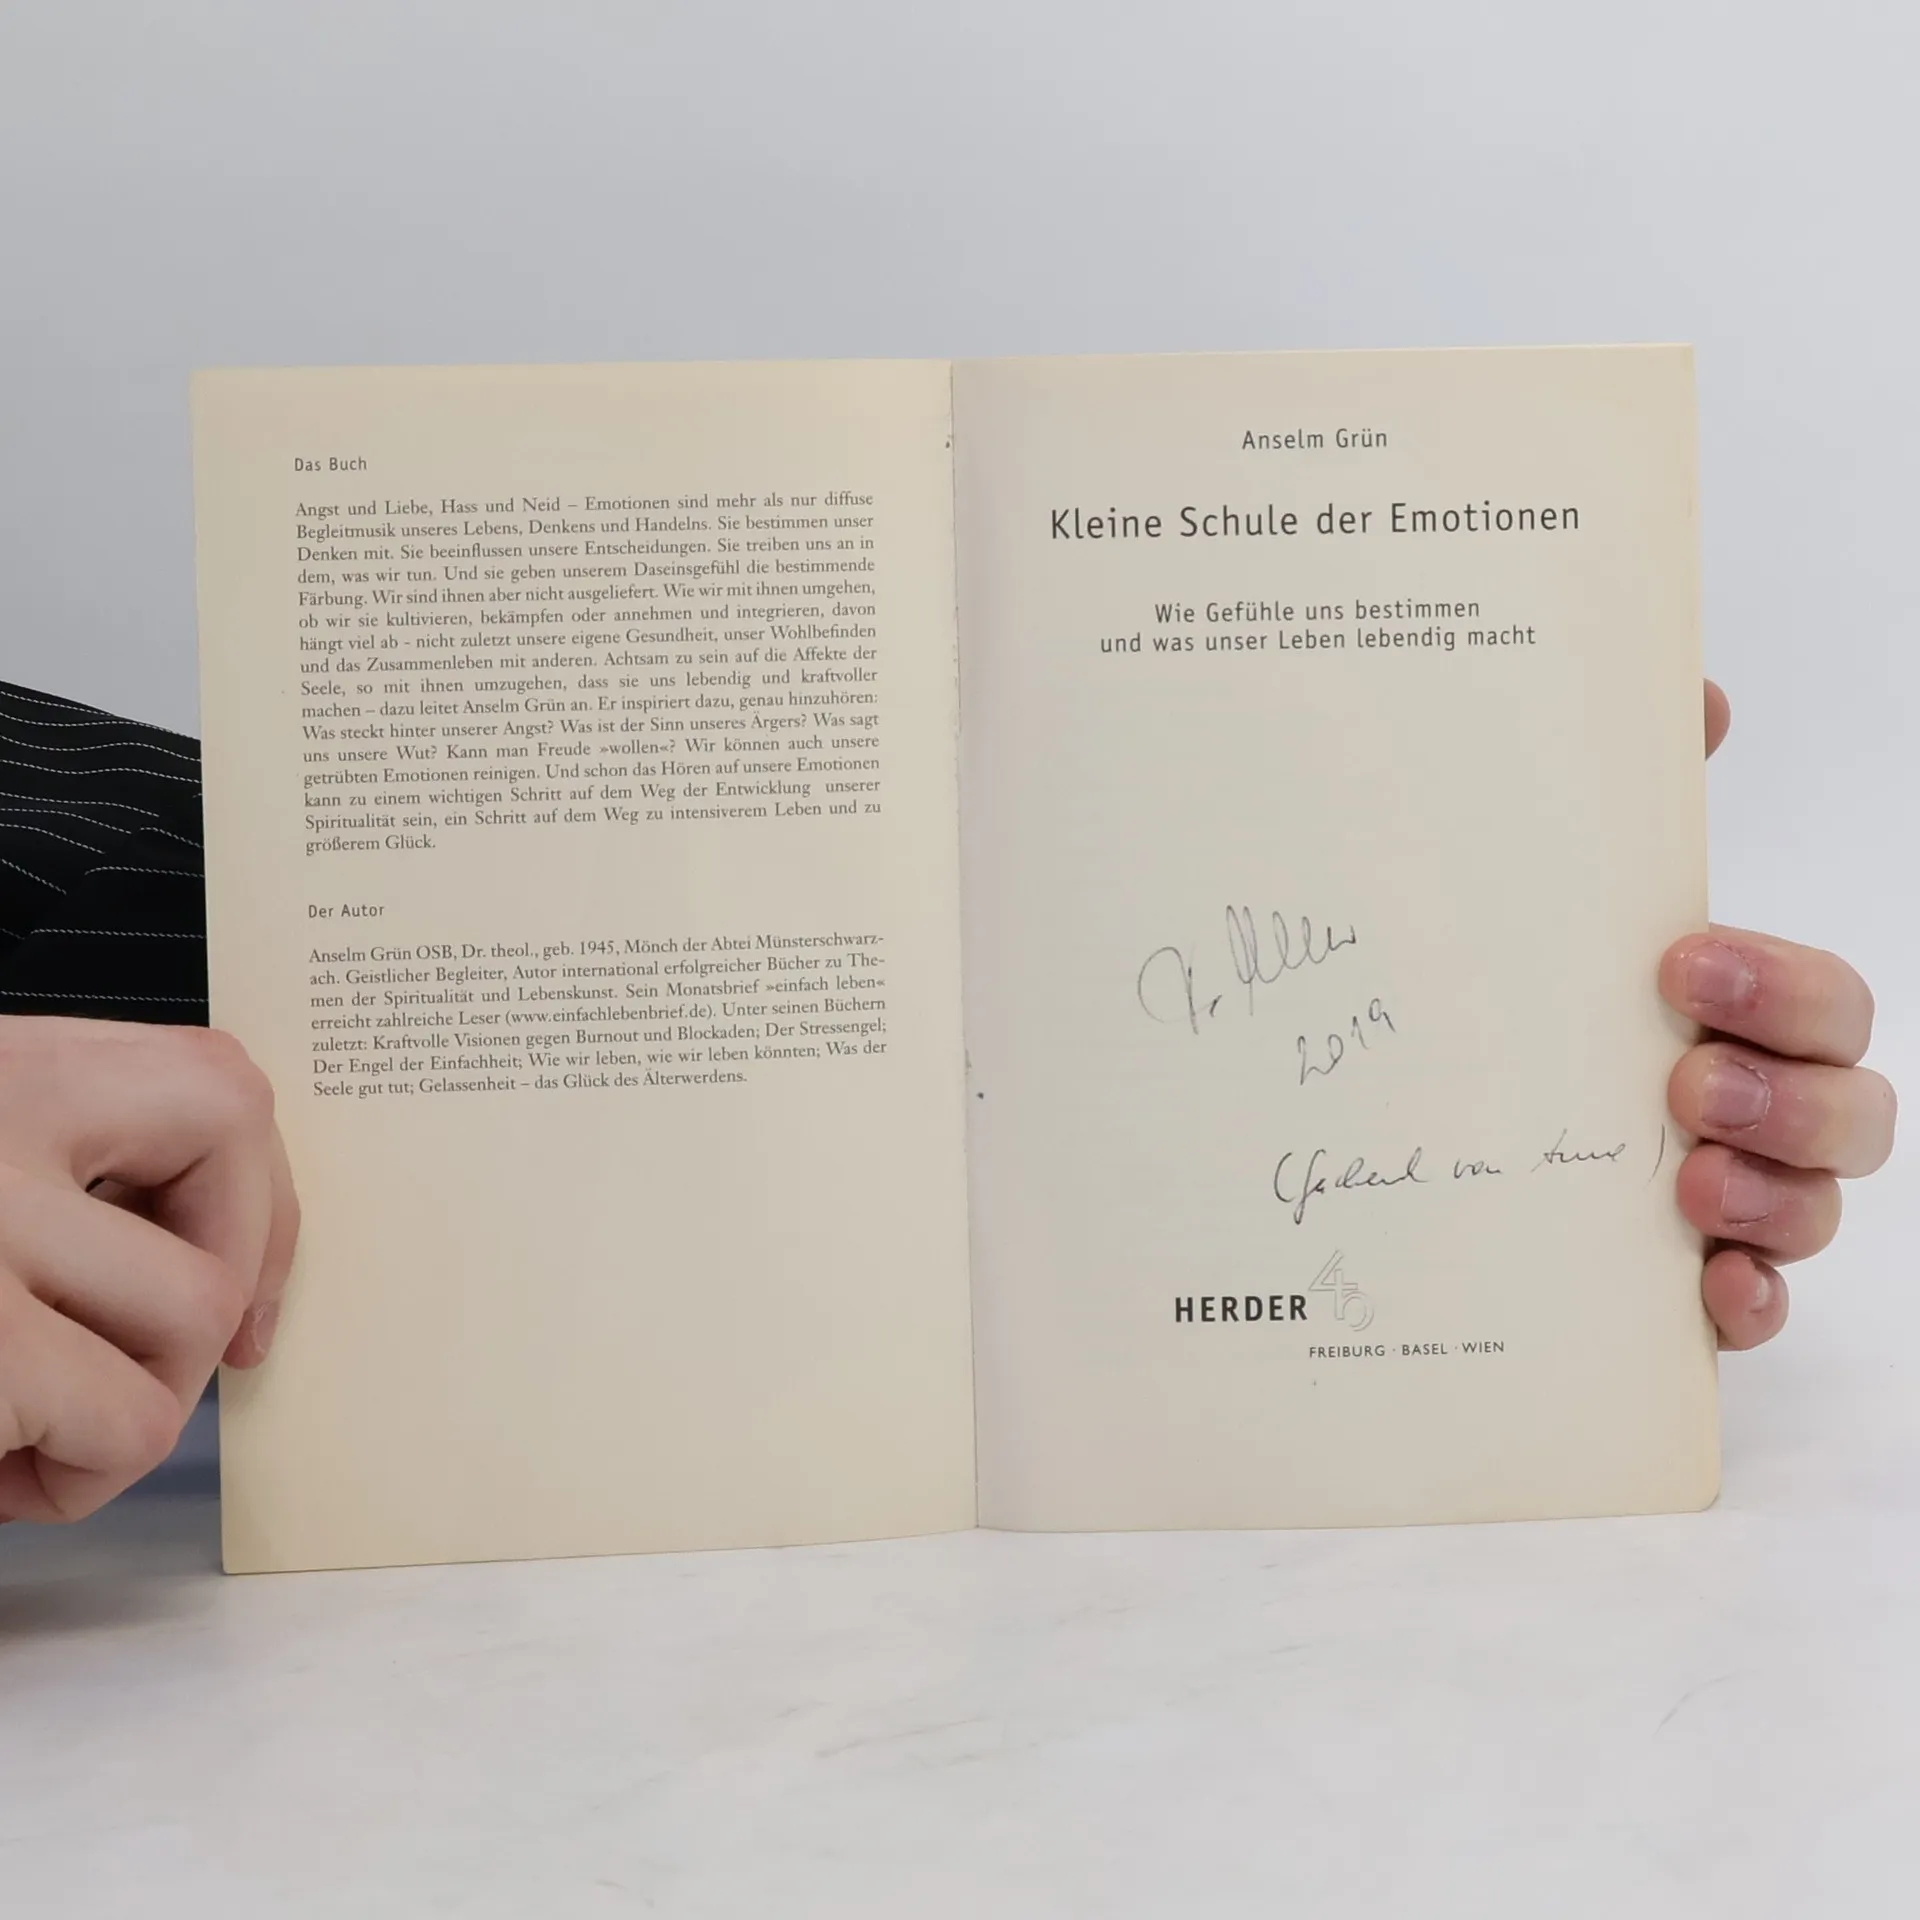 Das Buch
Angst und Liebe, Hass und Neid – Emotionen sind mehr als nur diffuse
Begleitmusik unseres Lebens, Denkens und Handelns. Sie bestimmen unser
Denken mit. Sie beeinflussen unsere Entscheidungen. Sie treiben uns an in
dem, was wir tun. Und sie geben unserem Daseinsgefühl die bestimmende
Färbung. Wir sind ihnen aber nicht ausgeliefert. Wie wir mit ihnen umgehen,
ob wir sie kultivieren, bekämpfen oder annehmen und integrieren, davon
hängt viel ab - nicht zuletzt unsere eigene Gesundheit, unser Wohlbefinden
und das Zusammenleben mit anderen. Achtsam zu sein auf die Affekte der
Seele, so mit ihnen umzugehen, dass sie uns lebendig und kraftvoller
machen – dazu leitet Anselm Grün an. Er inspiriert dazu, genau hinzuhören:
Was steckt hinter unserer Angst? Was ist der Sinn unseres Ärgers? Was sagt
uns unsere Wut? Kann man Freude »wollen«? Wir können auch unsere
getrübten Emotionen reinigen. Und schon das Hören auf unsere Emotionen
kann zu einem wichtigen Schritt auf dem Weg der Entwicklung unserer
Spiritualität sein, ein Schritt auf dem Weg zu intensiverem Leben und zu
größerem Glück.
Der Autor
Anselm Grün OSB, Dr. theol., geb. 1945, Mönch der Abtei Münsterschwarz-
ach. Geistlicher Begleiter, Autor international erfolgreicher Bücher zu The-
men der Spiritualität und Lebenskunst. Sein Monatsbrief »einfach leben«
erreicht zahlreiche Leser (www.einfachlebenbrief.de). Unter seinen Büchern
zuletzt: Kraftvolle Visionen gegen Burnout und Blockaden; Der Stressengel;
Der Engel der Einfachheit; Wie wir leben, wie wir leben könnten; Was der
Seele gut tut; Gelassenheit – das Glück des Älterwerdens.
Anselm Grün
Kleine Schule der Emotionen
Wie Gefühle uns bestimmen
und was unser Leben lebendig macht
2019
von
HERDER
FREIBURG · BASEL · WIEN